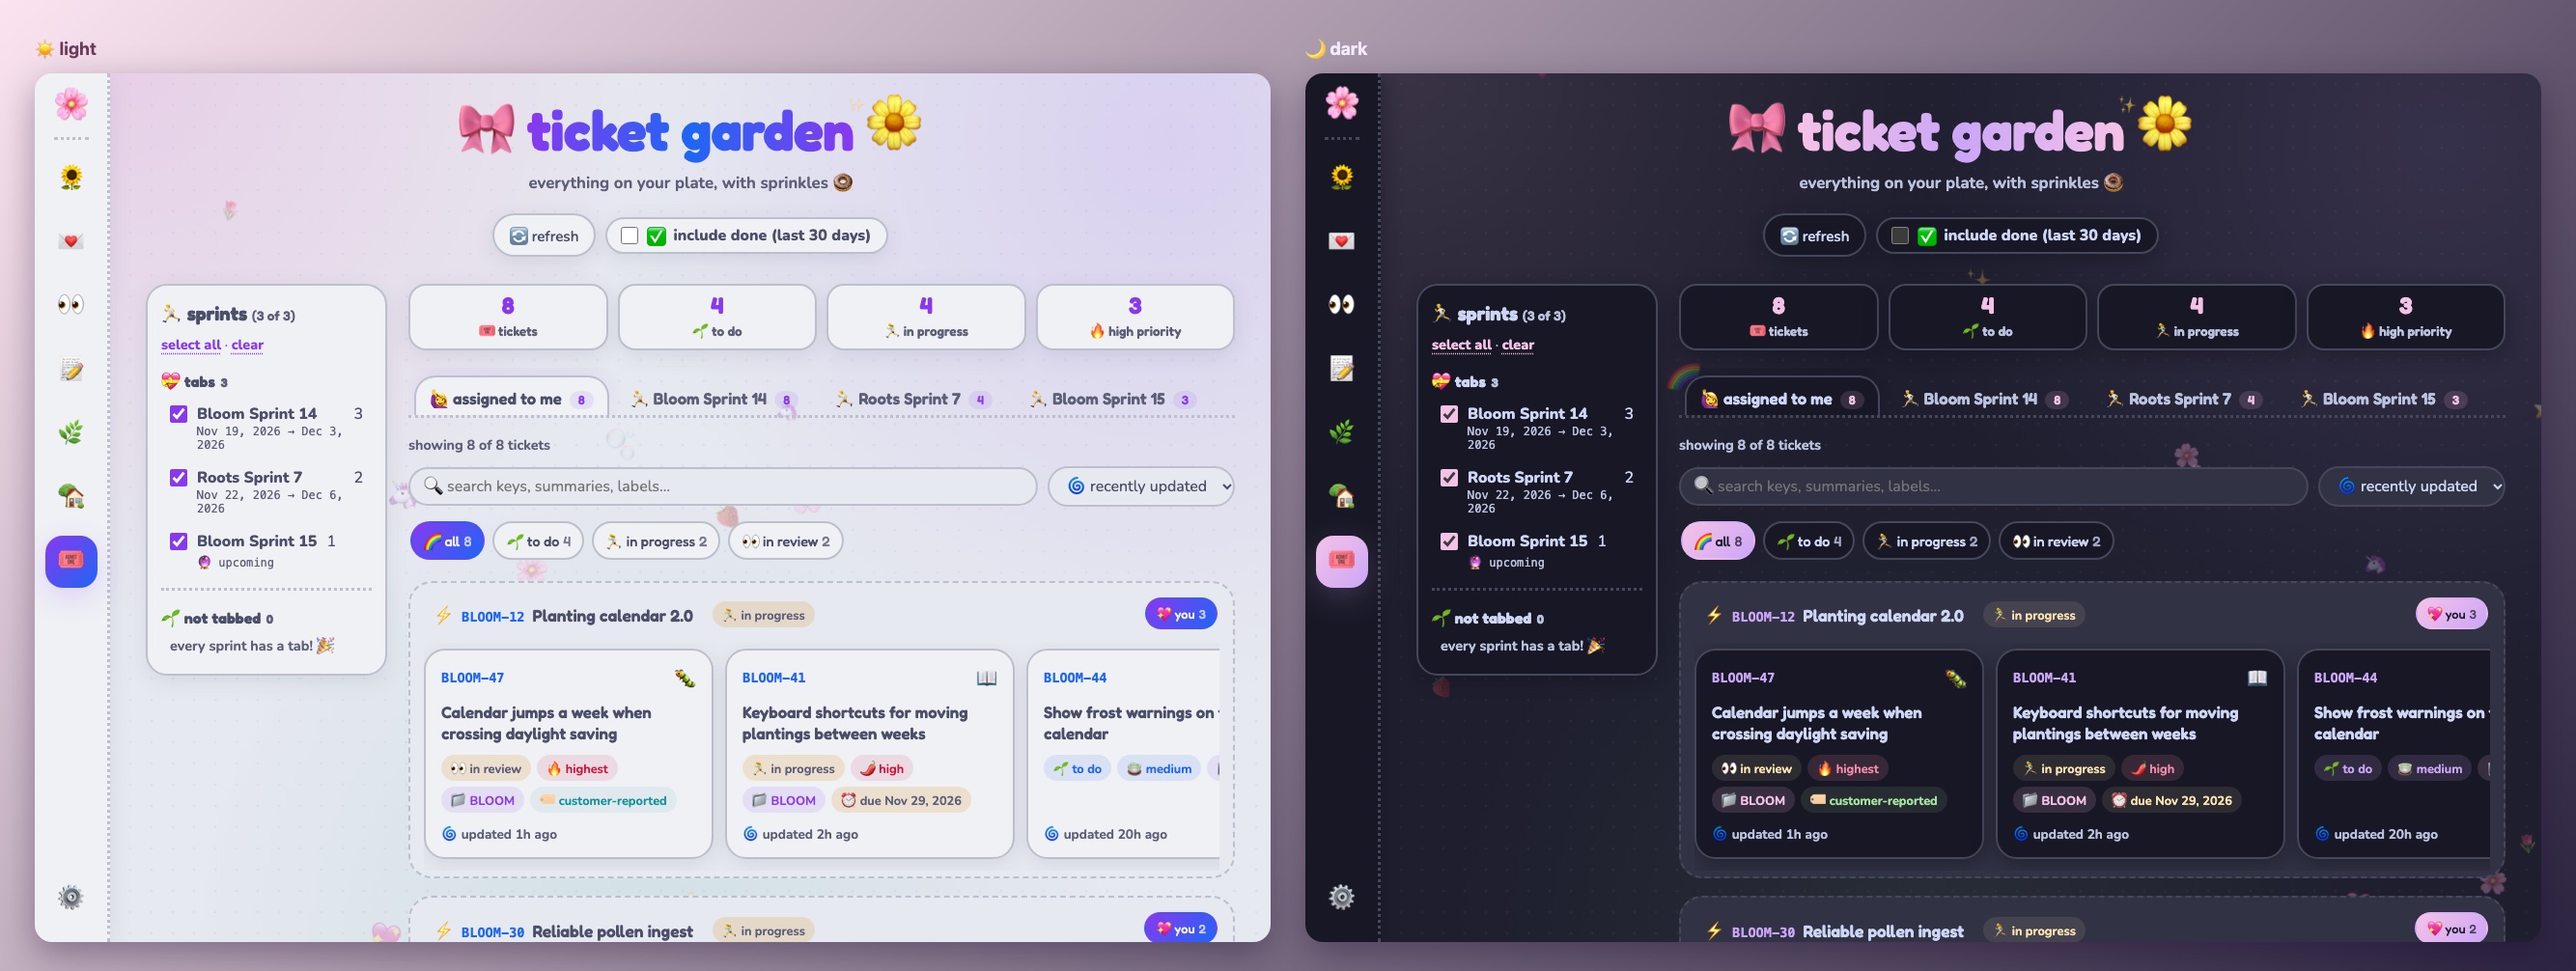 light
ticket garden
everything on your plate, with sprinkles
refresh
include done (last 30 days)
sprints (3 of 3)
select all · clear
tabs 3
Bloom Sprint 14 3
Nov 19, 2026 → Dec 3,
2026
Roots Sprint 7 2
Nov 22, 2026 → Dec 6,
2026
Bloom Sprint 15 1
upcoming
not tabbed 0
every sprint has a tab!
8
tickets
4
to do
4
in progress
3
high priority
assigned to me 8
Bloom Sprint 14 8
Roots Sprint 7 4
Bloom Sprint 15 3
showing 8 of 8 tickets
search keys, summaries, labels...
recently updated
all 8
to do 4
in progress 2
in review 2
BLOOM-12 Planting calendar 2.0 in progress you 3
BLOOM-47
Calendar jumps a week when
crossing daylight saving
in review highest
BLOOM customer-reported
updated 1h ago
BLOOM-41
Keyboard shortcuts for moving
plantings between weeks
in progress high
BLOOM due Nov 29, 2026
updated 2h ago
BLOOM-44
Show frost warnings on
calendar
to do medium
updated 20h ago
BLOOM-30 Reliable pollen ingest in progress you 2
dark
ticket garden
everything on your plate, with sprinkles
refresh
include done (last 30 days)
sprints (3 of 3)
select all · clear
tabs 3
Bloom Sprint 14 3
Nov 19, 2026 → Dec 3,
2026
Roots Sprint 7 2
Nov 22, 2026 → Dec 6,
2026
Bloom Sprint 15 1
upcoming
not tabbed 0
every sprint has a tab!
8
tickets
4
to do
4
in progress
3
high priority
assigned to me 8
Bloom Sprint 14 8
Roots Sprint 7 4
Bloom Sprint 15 3
showing 8 of 8 tickets
search keys, summaries, labels...
recently updated
all 8
to do 4
in progress 2
in review 2
BLOOM-12 Planting calendar 2.0 in progress you 3
BLOOM-47
Calendar jumps a week when
crossing daylight saving
in review highest
BLOOM customer-reported
updated 1h ago
BLOOM-41
Keyboard shortcuts for moving
plantings between weeks
in progress high
BLOOM due Nov 29, 2026
updated 2h ago
BLOOM-44
Show frost warnings on
calendar
to do medium
updated 20h ago
BLOOM-30 Reliable pollen ingest in progress you 2